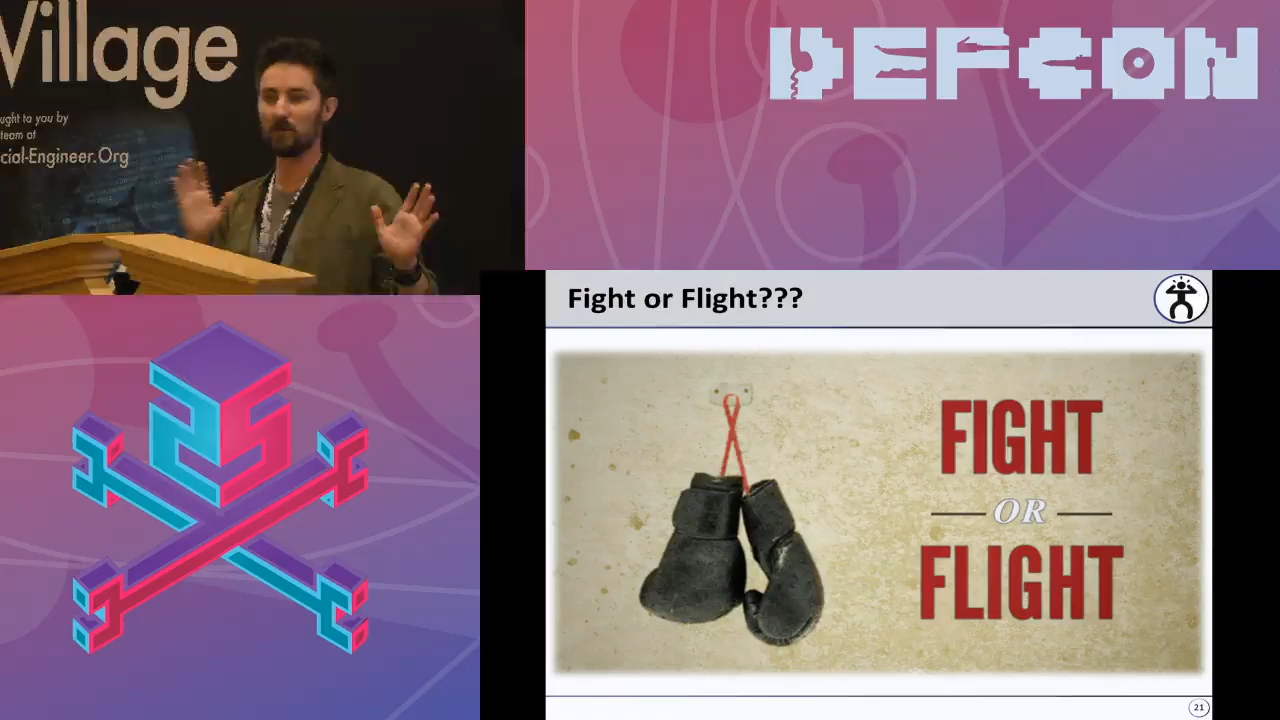 Village
ught to you by
team of
cial-Engineer.Org
DEFCON
Fight or Flight???
FIGHT
OR
FLIGHT
21